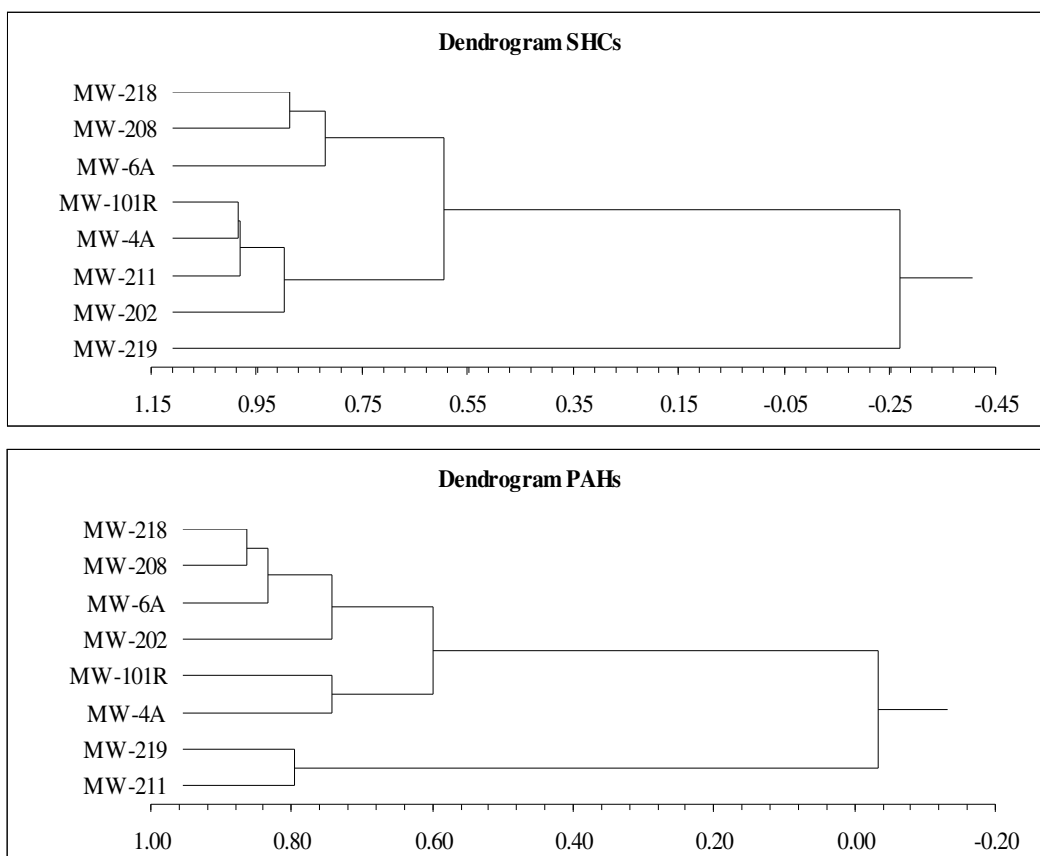 Dendrogram SHCs
MW-218
MW-208
MW-6A
MW-101R
MW-4A
MW-211
MW-202
MW-219
1.15 0.95 0.75 0.55 0.35 0.15 -0.05 -0.25 -0.45
Dendrogram PAHs
MW-218
MW-208
MW-6A
MW-202
MW-101R
MW-4A
MW-219
MW-211
1.00 0.80 0.60 0.40 0.20 0.00 -0.20